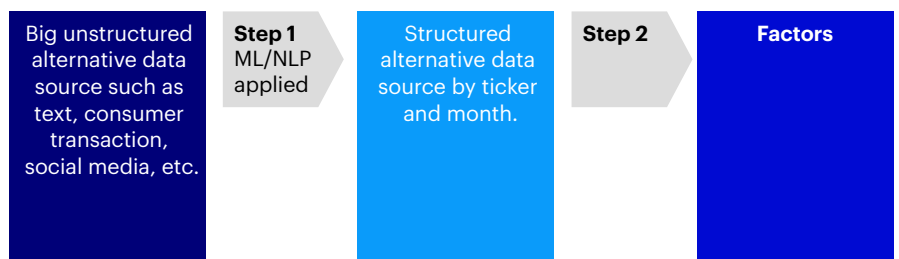 Big unstructured
alternative data
source such as
text, consumer
transaction,
social media, etc.
Step 1
ML/NLP
applied
Structured
alternative data
source by ticker
and month.
Step 2
Factors